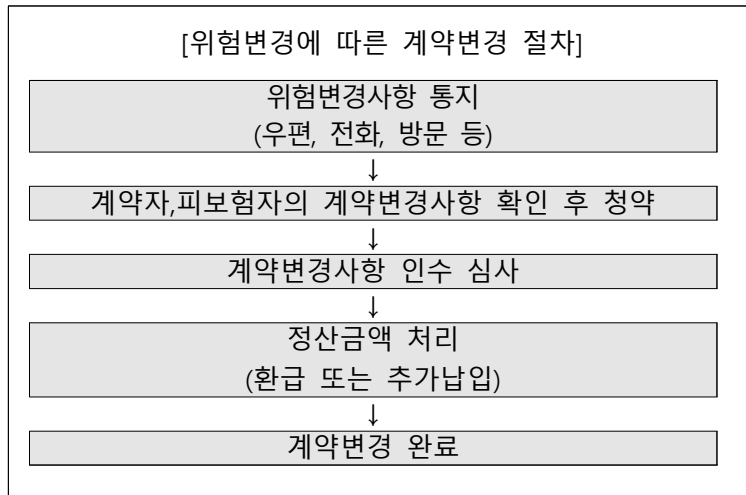 [위험변경에 따른 계약변경 절차]
위험변경사항 통지
(우편, 전화, 방문 등)
↓
계약자,피보험자의 계약변경사항 확인 후 청약
↓
계약변경사항 인수 심사
↓
정산금액 처리
(환급 또는 추가납입)
↓
계약변경 완료